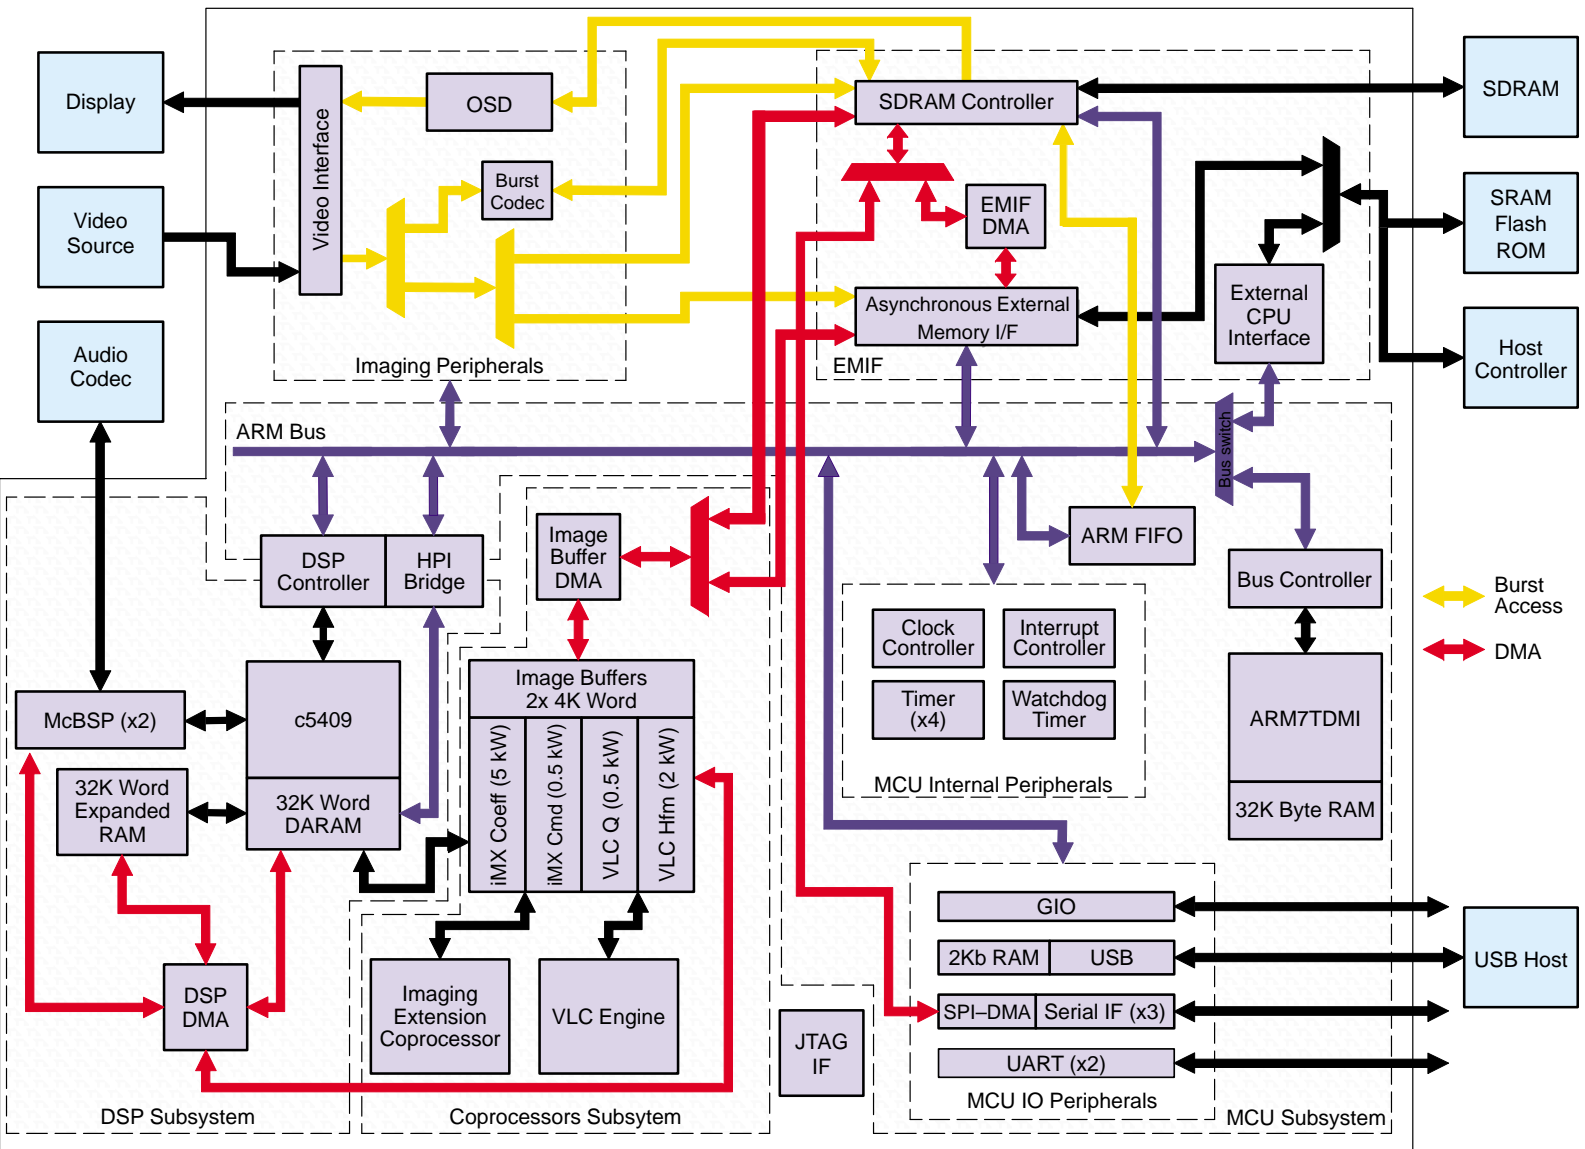 Display
Video
Source
Audio
Codec
Video Interface
OSD
Burst
Codec
Imaging Peripherals
SDRAM Controller
EMIF
DMA
Asynchronous External
Memory I/F
EMIF
External
CPU
Interface
SDRAM
SRAM
Flash
ROM
Host
Controller
ARM Bus
Bus switch
DSP
Controller
HPI
Bridge
Image
Buffer
DMA
ARM FIFO
Bus Controller
Burst
Access
DMA
Clock
Controller
Interrupt
Controller
Timer
(x4)
Watchdog
Timer
MCU Internal Peripherals
ARM7TDMI
32K Byte RAM
McBSP (x2)
c5409
32K Word
Expanded
RAM
32K Word
DARAM
Image Buffers
2x 4K Word
iMX Coeff (5 kW)
iMX Cmd (0.5 kW)
VLC Q (0.5 kW)
VLC Hfm (2 kW)
DSP
DMA
Imaging
Extension
Coprocessor
VLC Engine
JTAG
IF
GIO
2Kb RAM
USB
SPI–DMA
Serial IF (x3)
UART (x2)
MCU IO Peripherals
USB Host
DSP Subsystem
Coprocessors Subsytem
MCU Subsystem